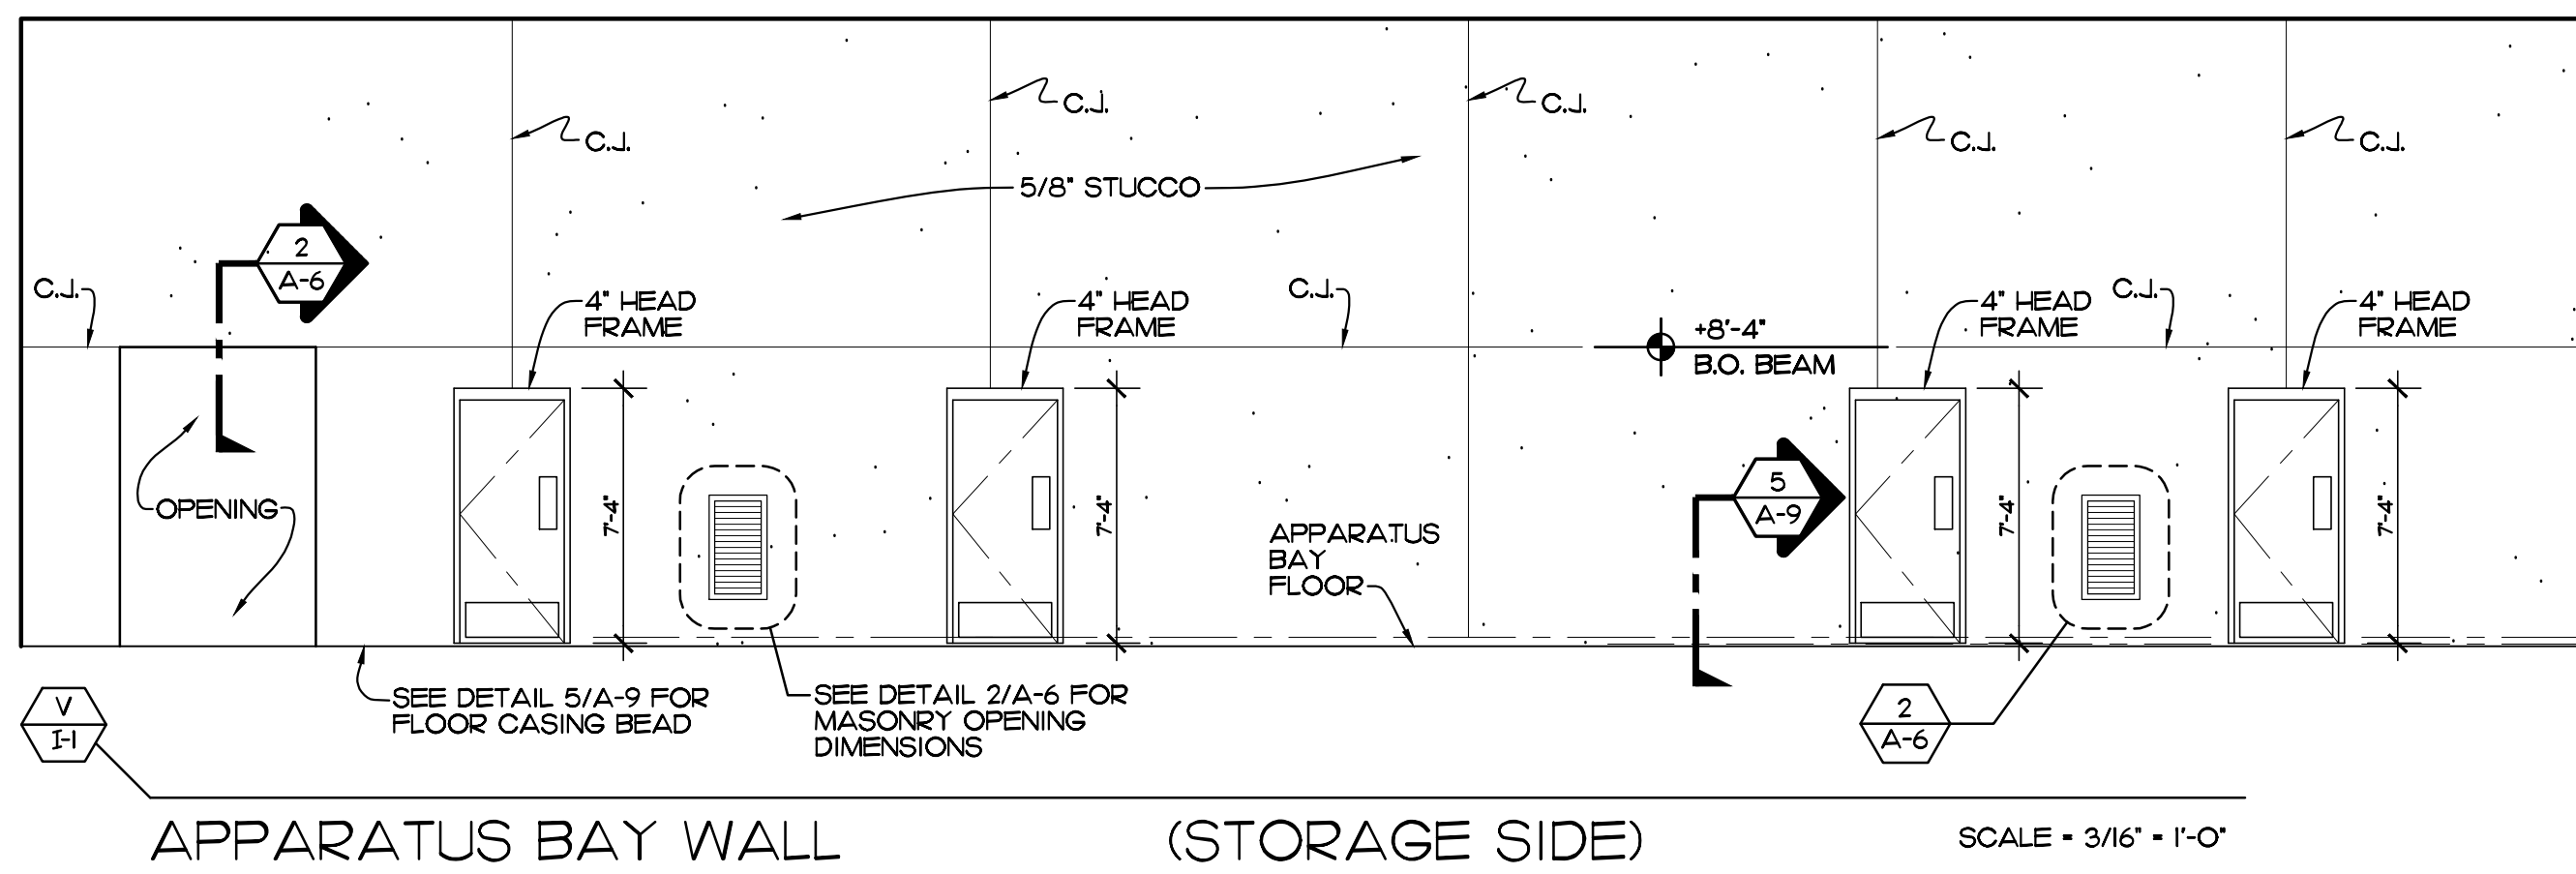 C.J.
C.J.
C.J.
C.J.
C.J.
5/8" STUCCO
2
A-6
C.J.
4" HEAD
FRAME
4" HEAD
FRAME
C.J.
+8'-4"
B.O. BEAM
4" HEAD
FRAME
C.J.
4" HEAD
FRAME
OPENING
7'-4"
7'-4"
APPARATUS
BAY
FLOOR
5
A-9
7'-4"
7'-4"
V
I-1
SEE DETAIL 5/A-9 FOR
FLOOR CASING BEAD
SEE DETAIL 2/A-6 FOR
MASONRY OPENING
DIMENSIONS
2
A-6
APPARATUS BAY WALL (STORAGE SIDE) SCALE = 3/16" = 1'-0"